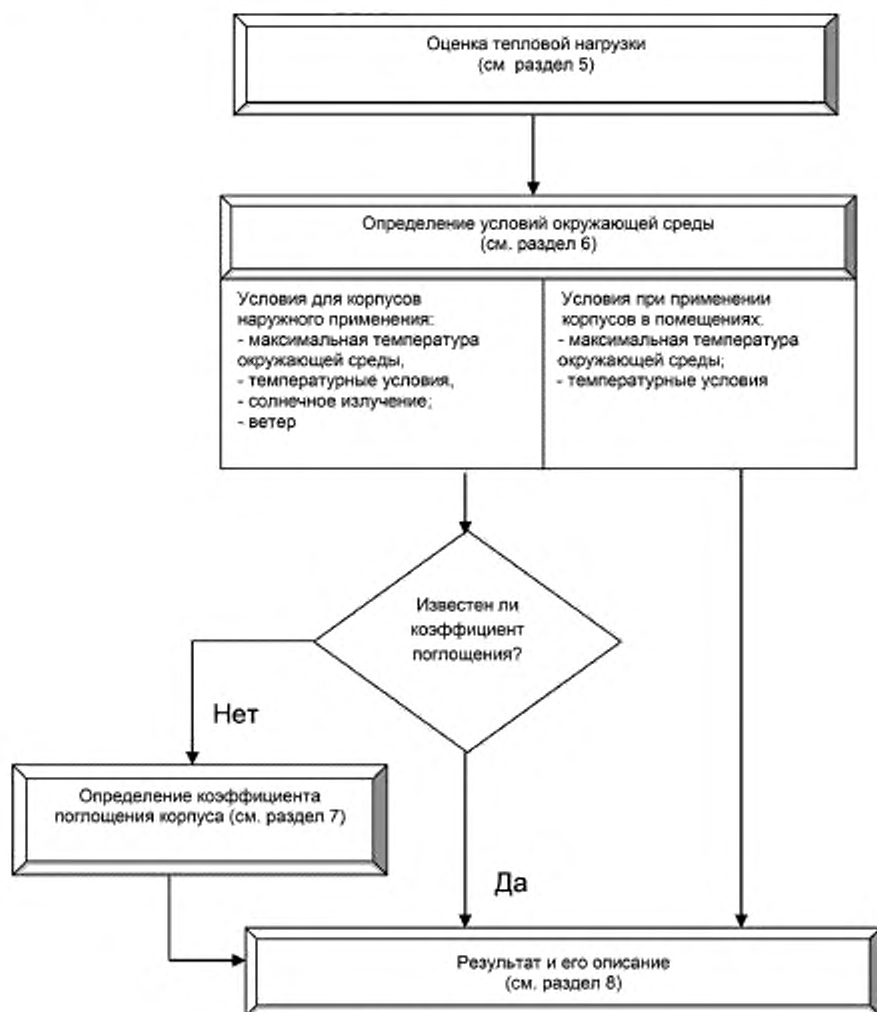 Оценка тепловой нагрузки
(см раздел 5)
Определение условий окружающей среды
(см. раздел 6)
Условия для корпусов
наружного применения:
- максимальная температура
окружающей среды,
- температурные условия,
- солнечное излучение;
- ветер
Условия при применении
корпусов в помещениях.
- максимальная температура
окружающей среды;
- температурные условия
Известен ли
коэффициент
поглощения?
Нет
Определение коэффициента
поглощения корпуса (см. раздел 7)
Да
Результат и его описание
(см. раздел 8)